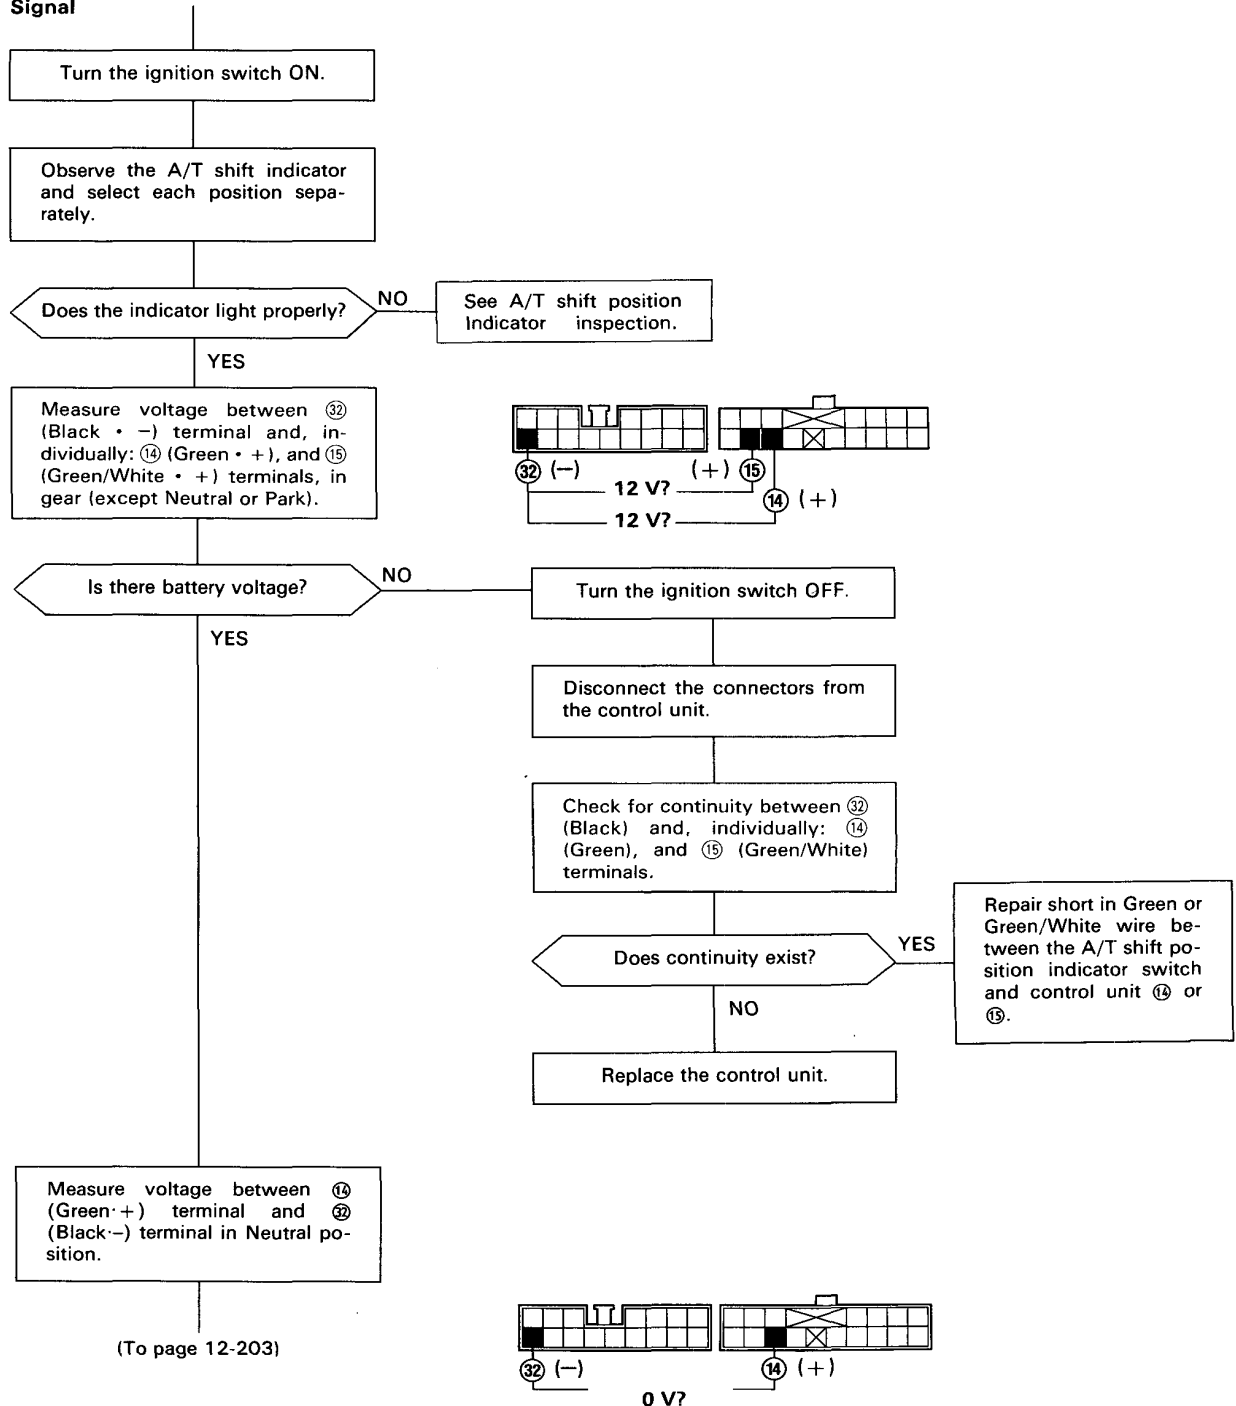 Signal
Turn the ignition switch ON.
Observe the A/T shift indicator
and select each position sepa-
rately.
Does the indicator light properly?
NO
See A/T shift position
Indicator inspection.
YES
Measure voltage between ㉜
(Black • −) terminal and, in-
dividually: ⑭ (Green • +), and ⑮
(Green/White • +) terminals, in
gear (except Neutral or Park).
㉜ (−)
(+) ⑮
12 V?
⑭ (+)
12 V?
Is there battery voltage?
NO
Turn the ignition switch OFF.
YES
Disconnect the connectors from
the control unit.
Check for continuity between ㉜
(Black) and, individually: ⑭
(Green), and ⑮ (Green/White)
terminals.
Does continuity exist?
YES
Repair short in Green or
Green/White wire be-
tween the A/T shift po-
sition indicator switch
and control unit ⑭ or
⑮.
NO
Replace the control unit.
Measure voltage between ⑭
(Green·+) terminal and ㉜
(Black·−) terminal in Neutral po-
sition.
(To page 12-203)
㉜ (−)
⑭ (+)
0 V?